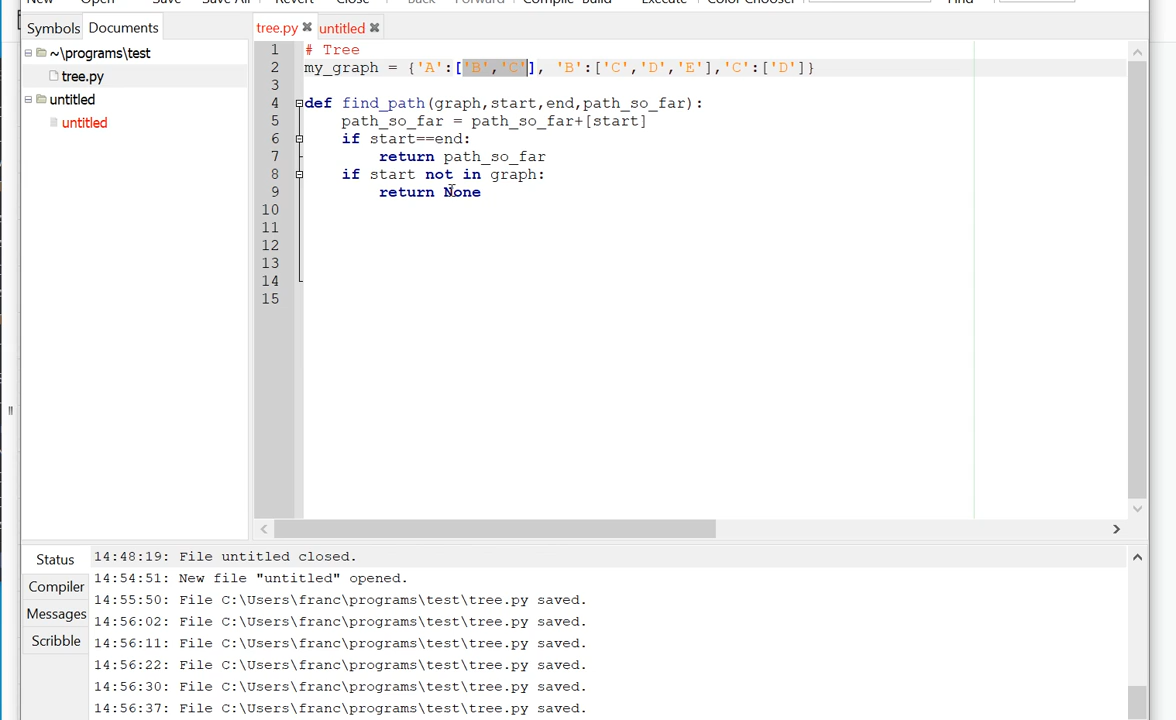 New Open Save Save All Revert Close Back Forward Compile Build Execute Color Chooser Find
Symbols Documents tree.py untitled
~\programs\test
tree.py
untitled
untitled
1 # Tree
2 my_graph = {'A':['B','C'], 'B':['C','D','E'],'C':['D']}
3
4 def find_path(graph,start,end,path_so_far):
5 path_so_far = path_so_far+[start]
6 if start==end:
7 return path_so_far
8 if start not in graph:
9 return None
10
11
12
13
14
15
Status
Compiler
Messages
Scribble
14:48:19: File untitled closed.
14:54:51: New file "untitled" opened.
14:55:50: File C:\Users\franc\programs\test\tree.py saved.
14:56:02: File C:\Users\franc\programs\test\tree.py saved.
14:56:11: File C:\Users\franc\programs\test\tree.py saved.
14:56:22: File C:\Users\franc\programs\test\tree.py saved.
14:56:30: File C:\Users\franc\programs\test\tree.py saved.
14:56:37: File C:\Users\franc\programs\test\tree.py saved.